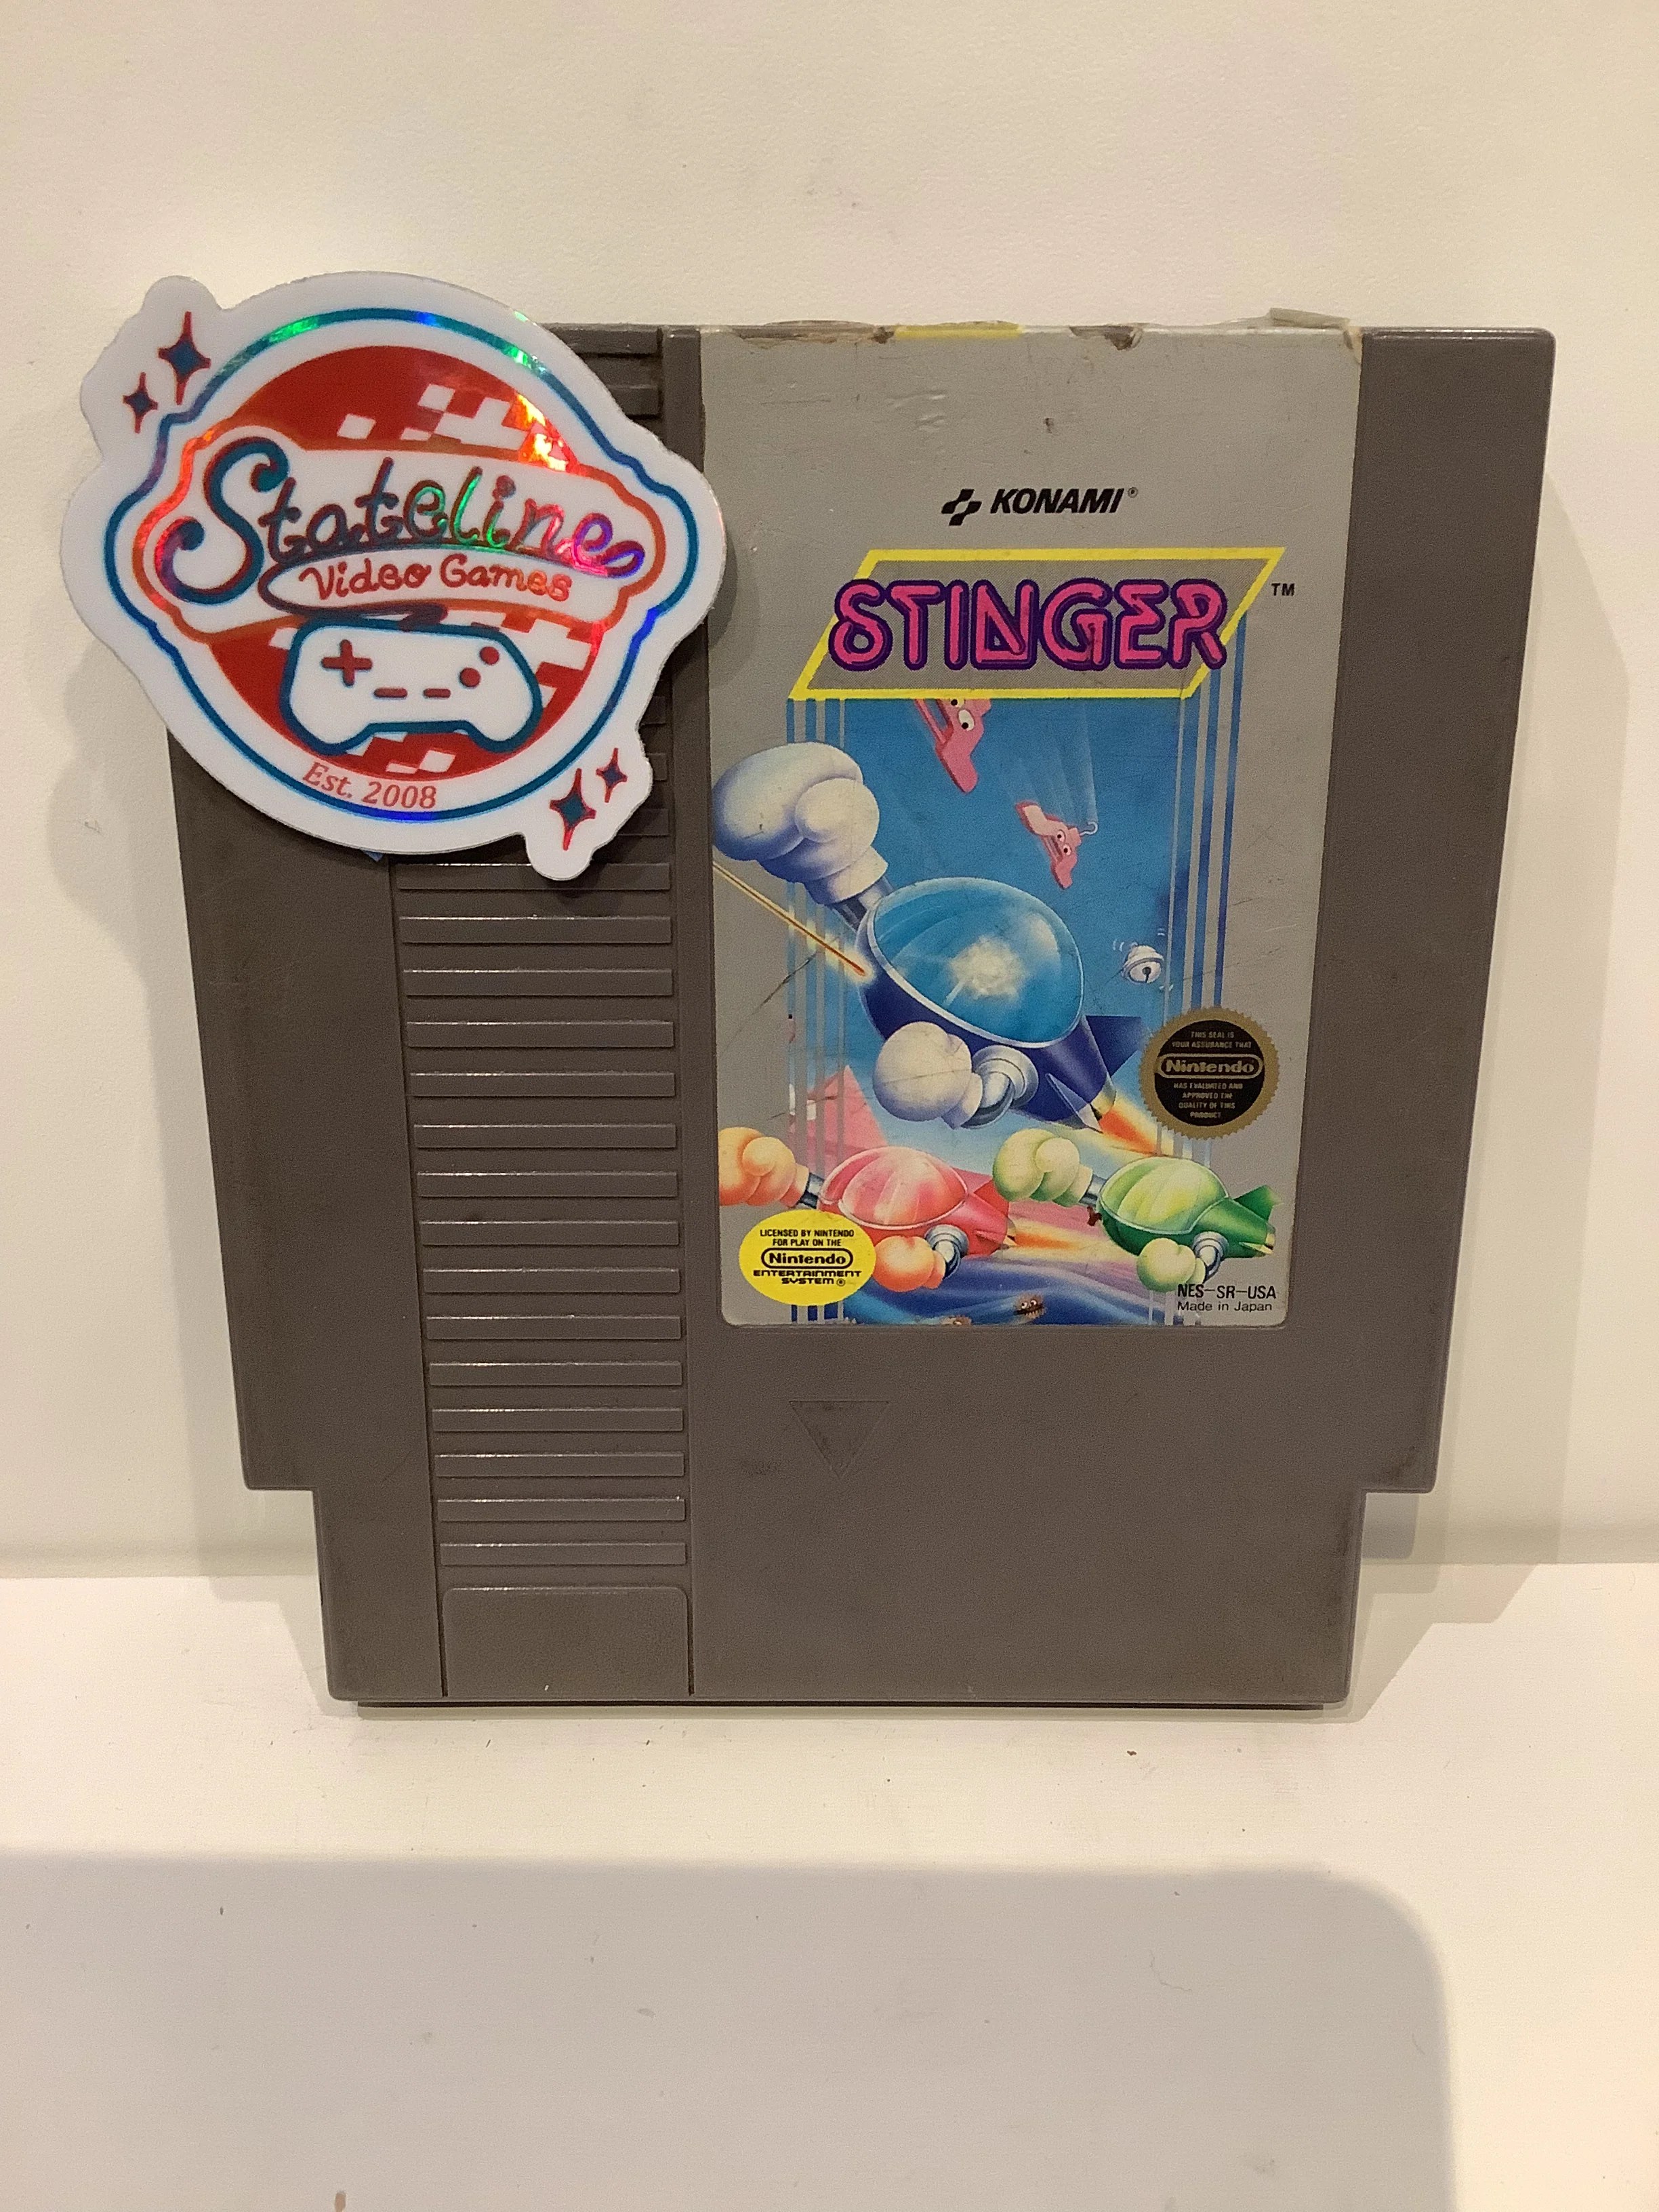 Stateline
Video Games
Est. 2008
KONAMI®
STINGER™
THIS SEAL IS
YOUR ASSURANCE THAT
Nintendo
HAS EVALUATED AND
APPROVED THE
QUALITY OF THIS
PRODUCT
LICENSED BY NINTENDO
FOR PLAY ON THE
Nintendo
ENTERTAINMENT
SYSTEM®
NES-SR-USA
Made in Japan